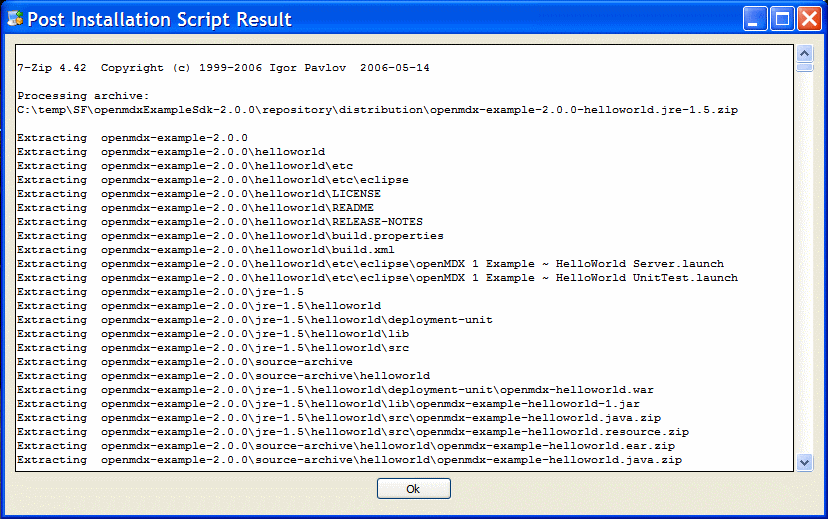 Post Installation Script Result
7-Zip 4.42  Copyright (c) 1999-2006 Igor Pavlov  2006-05-14
Processing archive:
C:\temp\SF\openmdxExampleSdk-2.0.0\repository\distribution\openmdx-example-2.0.0-helloworld.jre-1.5.zip
Extracting  openmdx-example-2.0.0
Extracting  openmdx-example-2.0.0\helloworld
Extracting  openmdx-example-2.0.0\helloworld\etc
Extracting  openmdx-example-2.0.0\helloworld\etc\eclipse
Extracting  openmdx-example-2.0.0\helloworld\LICENSE
Extracting  openmdx-example-2.0.0\helloworld\README
Extracting  openmdx-example-2.0.0\helloworld\RELEASE-NOTES
Extracting  openmdx-example-2.0.0\helloworld\build.properties
Extracting  openmdx-example-2.0.0\helloworld\build.xml
Extracting  openmdx-example-2.0.0\helloworld\etc\eclipse\openMDX 1 Example ~ HelloWorld Server.launch
Extracting  openmdx-example-2.0.0\helloworld\etc\eclipse\openMDX 1 Example ~ HelloWorld UnitTest.launch
Extracting  openmdx-example-2.0.0\jre-1.5
Extracting  openmdx-example-2.0.0\jre-1.5\helloworld
Extracting  openmdx-example-2.0.0\jre-1.5\helloworld\deployment-unit
Extracting  openmdx-example-2.0.0\jre-1.5\helloworld\lib
Extracting  openmdx-example-2.0.0\jre-1.5\helloworld\src
Extracting  openmdx-example-2.0.0\source-archive
Extracting  openmdx-example-2.0.0\source-archive\helloworld
Extracting  openmdx-example-2.0.0\jre-1.5\helloworld\deployment-unit\openmdx-helloworld.war
Extracting  openmdx-example-2.0.0\jre-1.5\helloworld\lib\openmdx-example-helloworld-1.jar
Extracting  openmdx-example-2.0.0\jre-1.5\helloworld\src\openmdx-example-helloworld.java.zip
Extracting  openmdx-example-2.0.0\jre-1.5\helloworld\src\openmdx-example-helloworld.resource.zip
Extracting  openmdx-example-2.0.0\source-archive\helloworld\openmdx-example-helloworld.ear.zip
Extracting  openmdx-example-2.0.0\source-archive\helloworld\openmdx-example-helloworld.java.zip
Ok